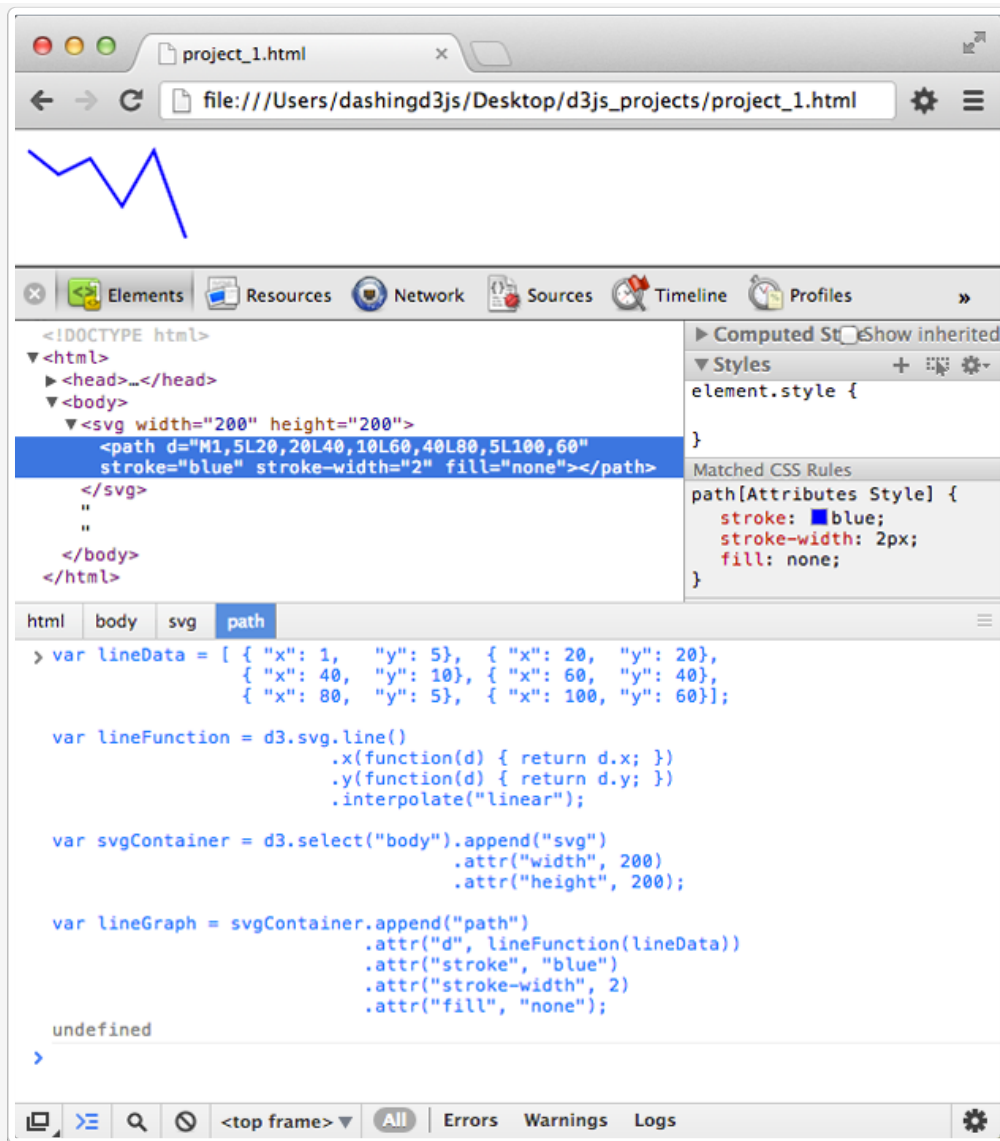 project_1.html ×
file:///Users/dashingd3js/Desktop/d3js_projects/project_1.html
Elements Resources Network Sources Timeline Profiles »
<!DOCTYPE html>
▼<html>
▶<head>…</head>
▼<body>
▼<svg width="200" height="200">
<path d="M1,5L20,20L40,10L60,40L80,5L100,60"
stroke="blue" stroke-width="2" fill="none"></path>
</svg>
"
"
</body>
</html>
▶ Computed St Show inherited
▼ Styles
element.style {
}
Matched CSS Rules
path[Attributes Style] {
stroke: blue;
stroke-width: 2px;
fill: none;
}
html body svg path
> var lineData = [ { "x": 1,   "y": 5},  { "x": 20,  "y": 20},
{ "x": 40,  "y": 10}, { "x": 60,  "y": 40},
{ "x": 80,  "y": 5},  { "x": 100, "y": 60}];
var lineFunction = d3.svg.line()
.x(function(d) { return d.x; })
.y(function(d) { return d.y; })
.interpolate("linear");
var svgContainer = d3.select("body").append("svg")
.attr("width", 200)
.attr("height", 200);
var lineGraph = svgContainer.append("path")
.attr("d", lineFunction(lineData))
.attr("stroke", "blue")
.attr("stroke-width", 2)
.attr("fill", "none");
undefined
>
<top frame> ▼ All Errors Warnings Logs